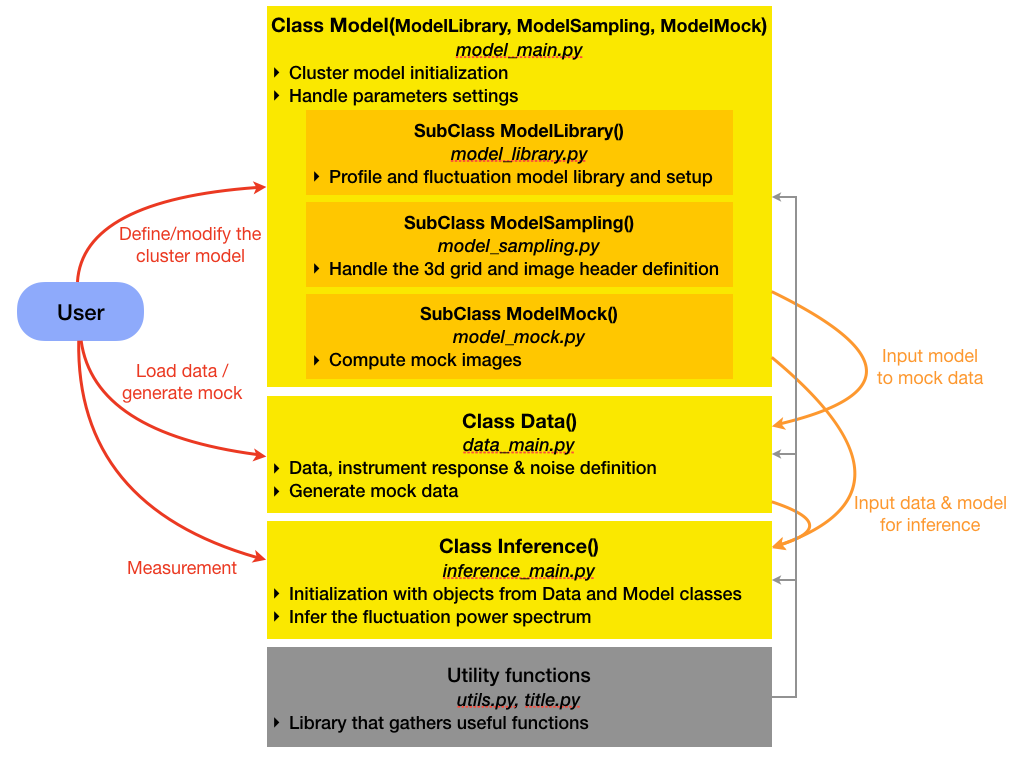 Class Model(ModelLibrary, ModelSampling, ModelMock)
model_main.py
Cluster model initialization
Handle parameters settings
SubClass ModelLibrary()
model_library.py
Profile and fluctuation model library and setup
SubClass ModelSampling()
model_sampling.py
Handle the 3d grid and image header definition
SubClass ModelMock()
model_mock.py
Compute mock images
Define/modify the
cluster model
User
Load data /
generate mock
Measurement
Input model
to mock data
Class Data()
data_main.py
Data, instrument response & noise definition
Generate mock data
Input data & model
for inference
Class Inference()
inference_main.py
Initialization with objects from Data and Model classes
Infer the fluctuation power spectrum
Utility functions
utils.py, title.py
Library that gathers useful functions